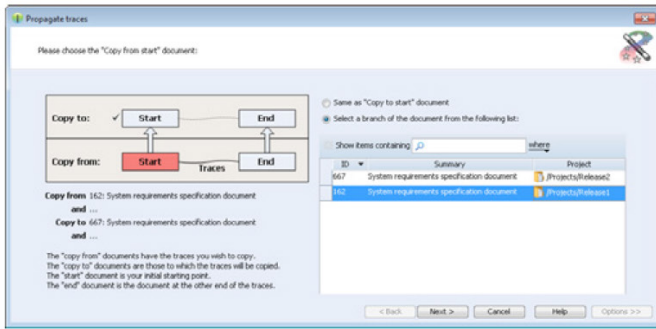 Propagate traces
Please choose the "Copy from start" document:
Copy to: ✓ Start End
Copy from: Start Traces End
Copy from 162: System requirements specification document
and ...
Copy to 667: System requirements specification document
and ...
The "copy from" documents have the traces you wish to copy.
The "copy to" documents are those to which the traces will be copied.
The "start" document is your initial starting point.
The "end" document is the document at the other end of the traces.
Same as "Copy to start" document
Select a branch of the document from the following list:
Show items containing where
ID Summary Project
667 System requirements specification document /Projects/Release2
162 System requirements specification document /Projects/Release1
< Back Next > Cancel Help Options >>